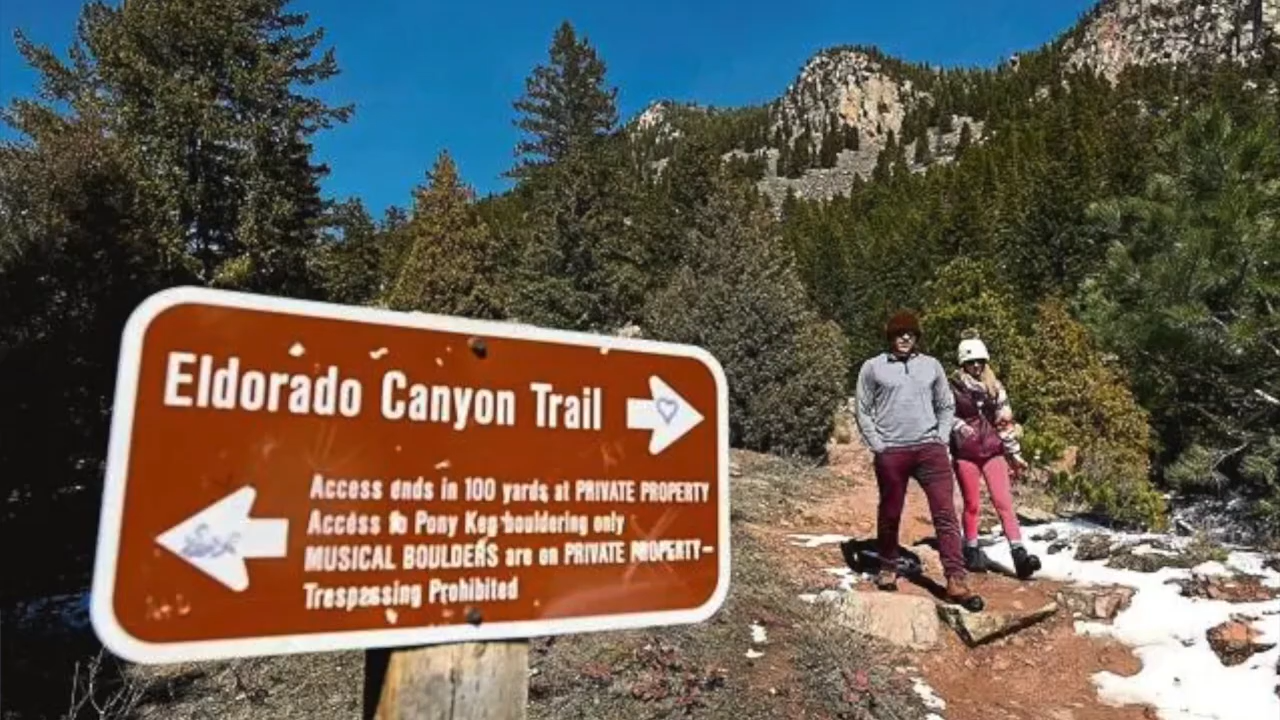 Eldorado Canyon Trail
Access ends in 100 yards at PRIVATE PROPERTY
Access to Pony Keg bouldering only
MUSICAL BOULDERS are on PRIVATE PROPERTY-
Trespassing Prohibited